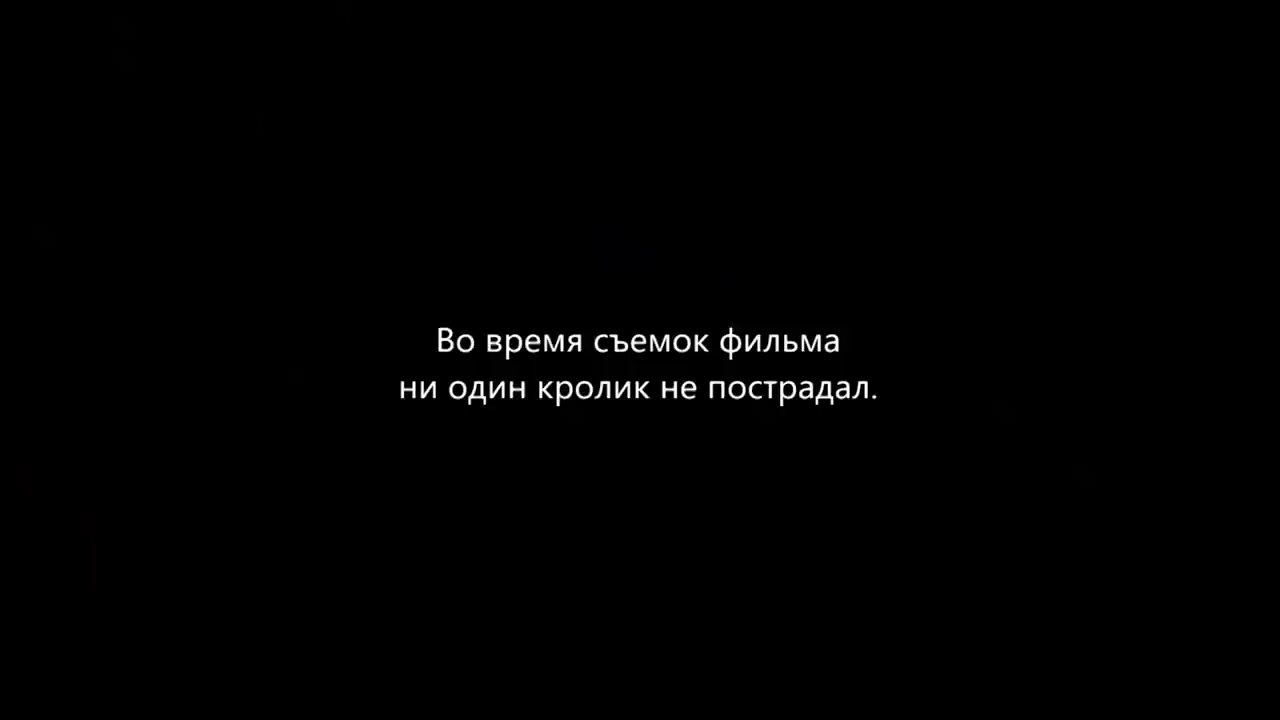 Во время съемок фильма
ни один кролик не пострадал.